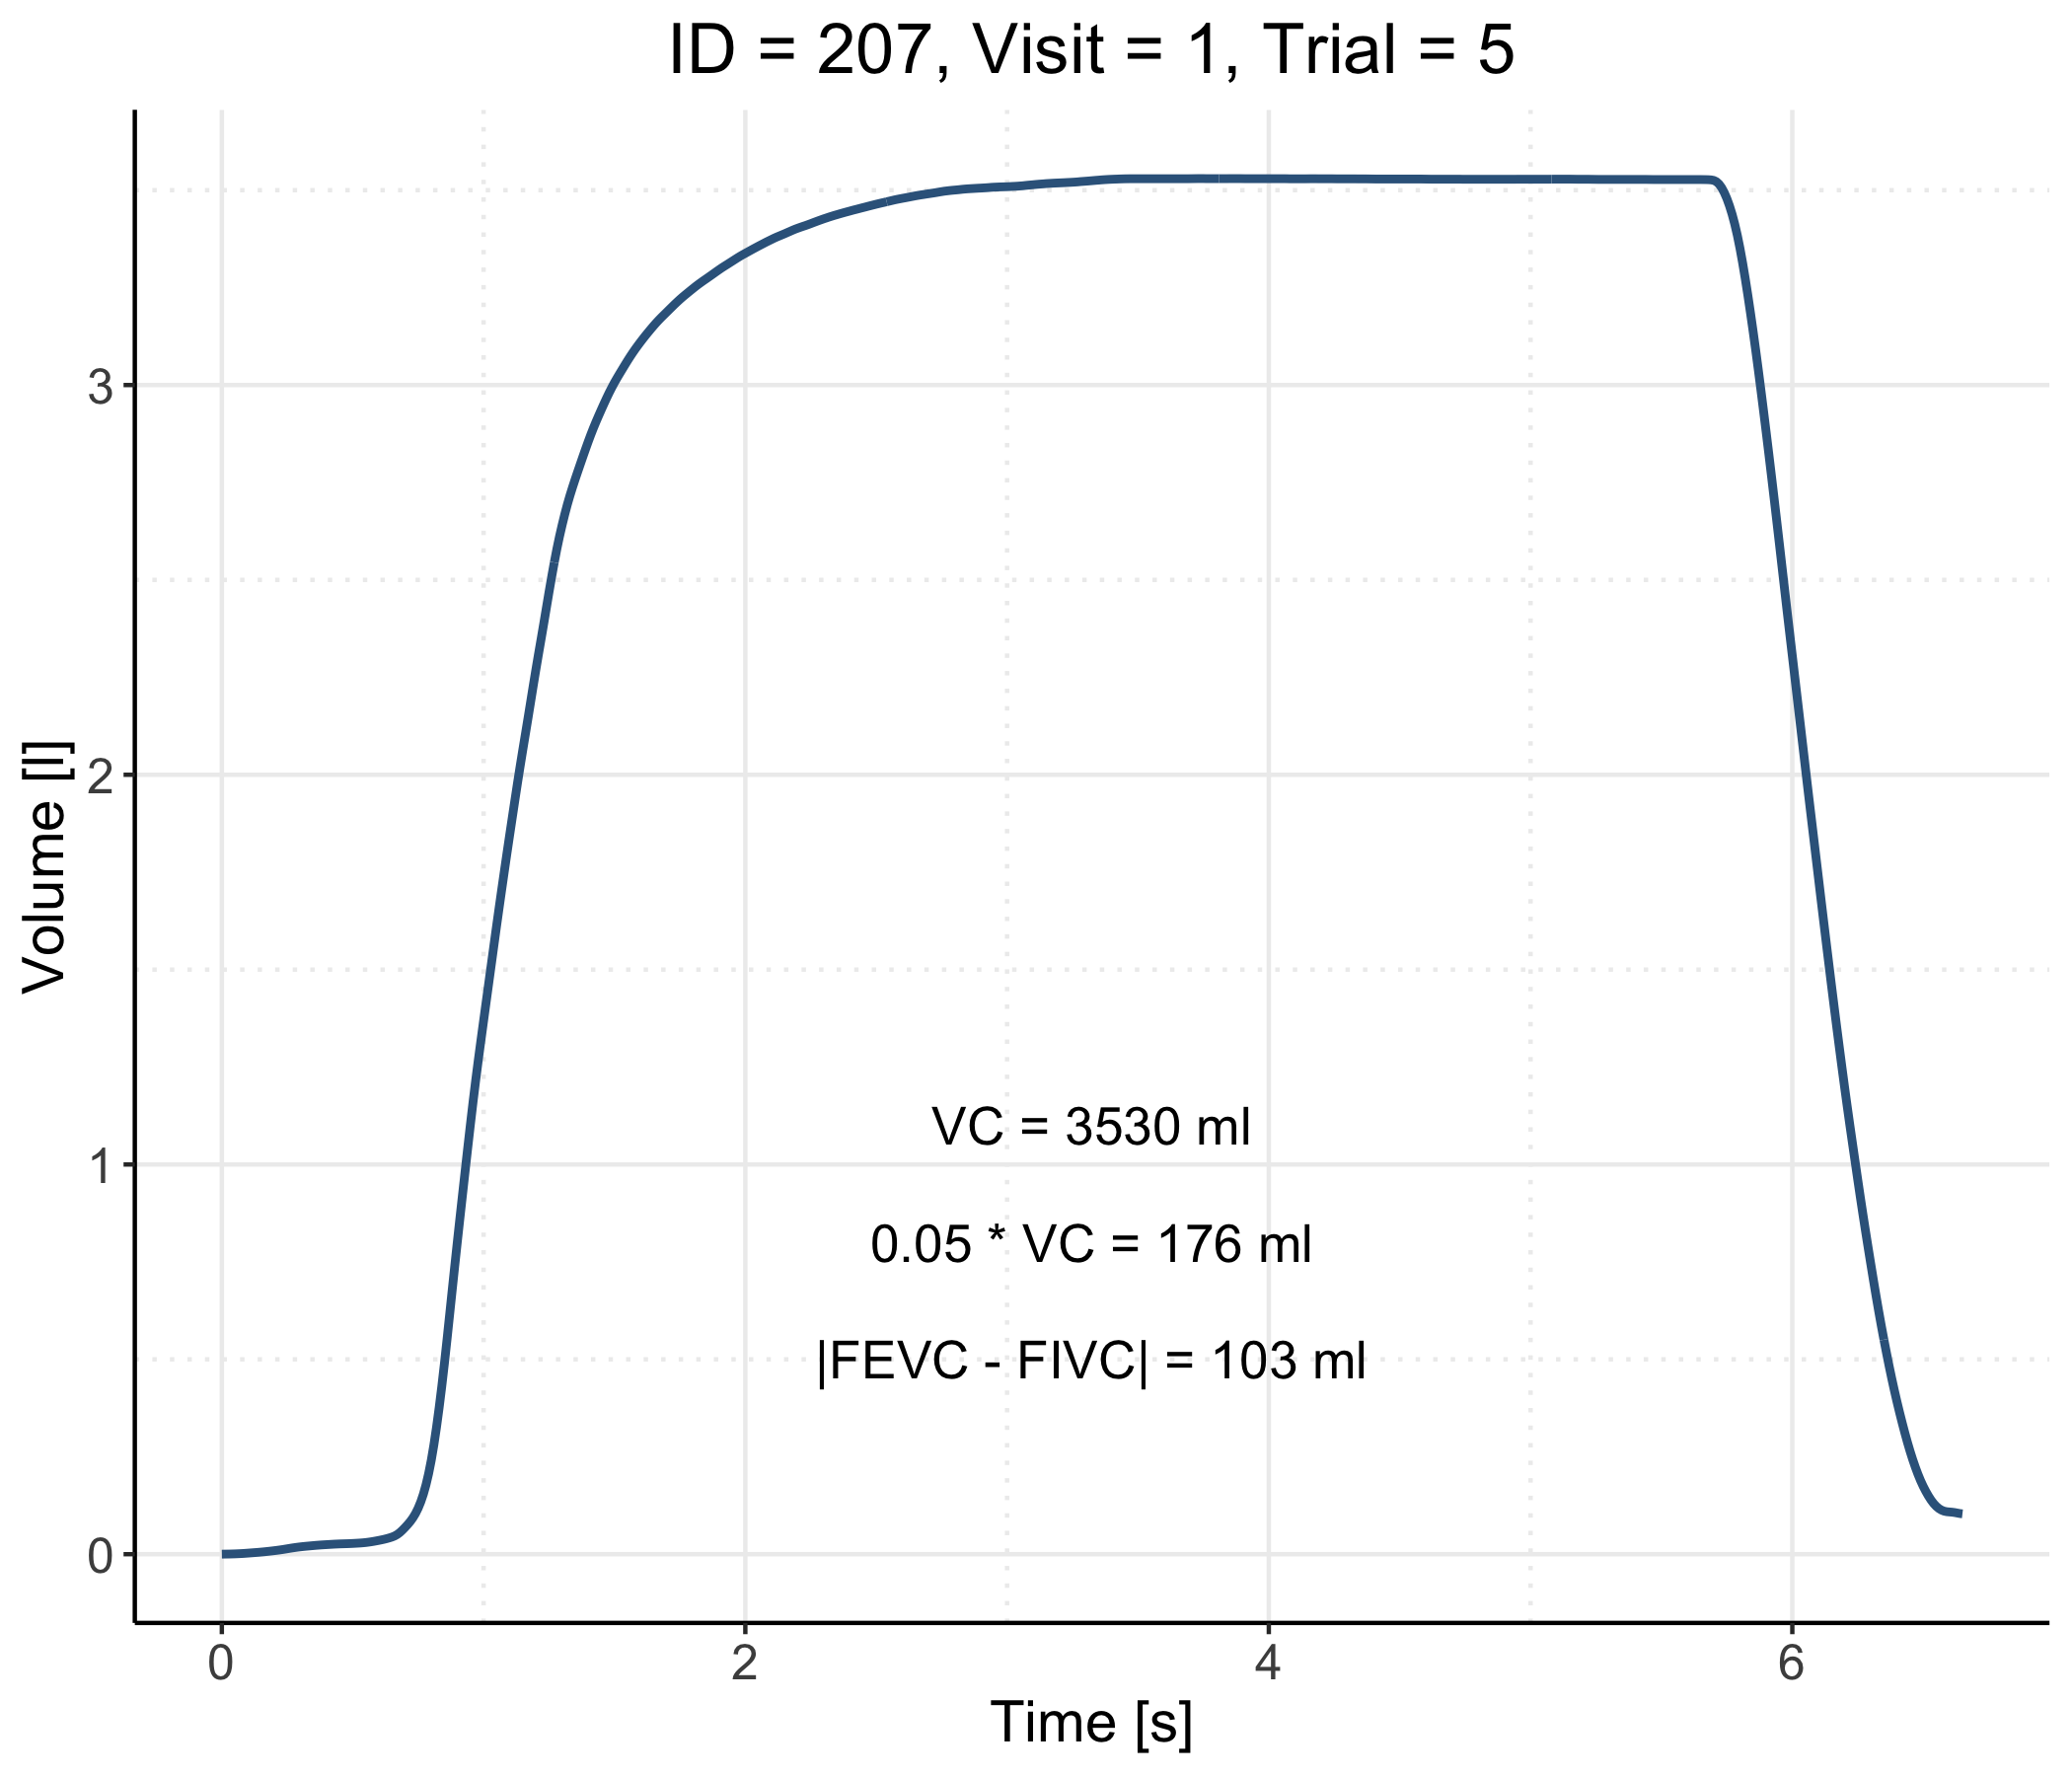 ID = 207, Visit = 1, Trial = 5
Volume [l]
3
2
1
0
VC = 3530 ml
0.05 * VC = 176 ml
|FEVC - FIVC| = 103 ml
0 2 4 6
Time [s]